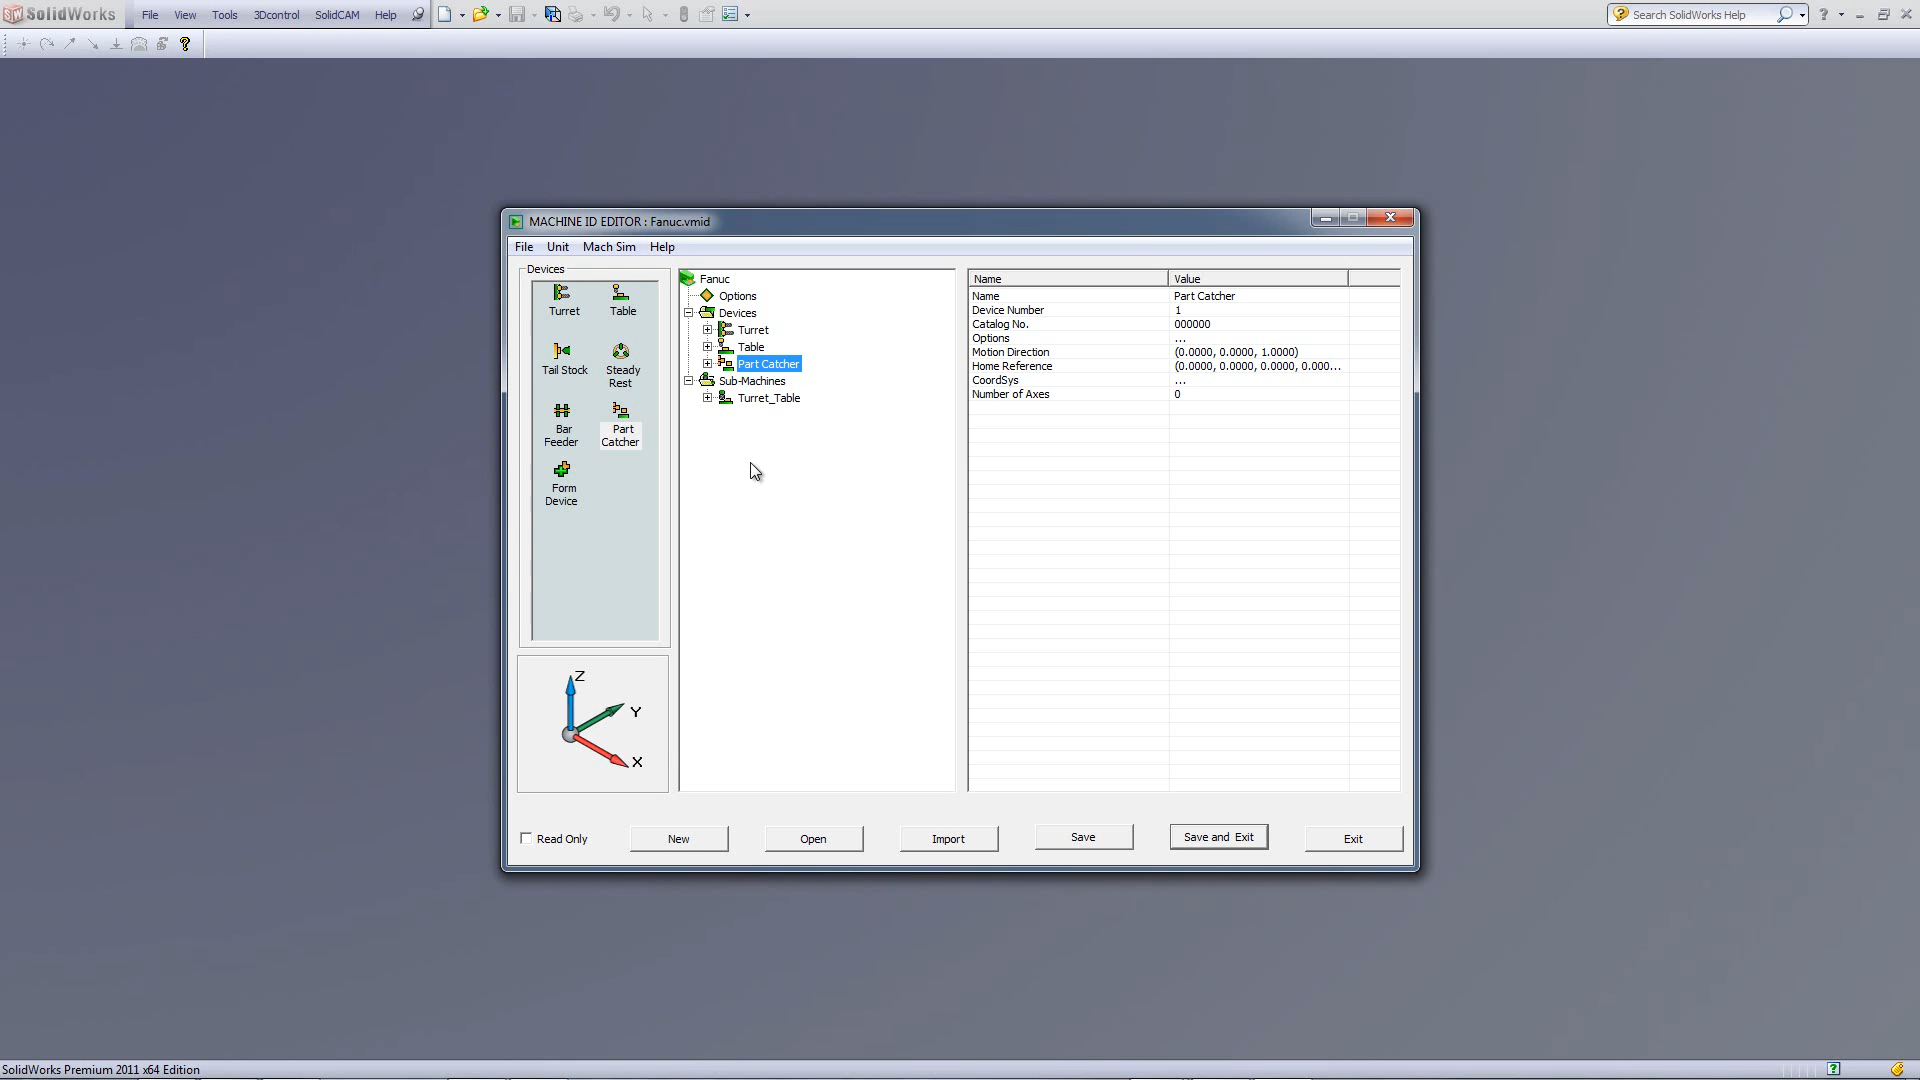 SolidWorks File View Tools 3Dcontrol SolidCAM Help Search SolidWorks Help
MACHINE ID EDITOR : Fanuc.vmid
File Unit Mach Sim Help
Devices
Turret Table
Tail Stock Steady Rest
Bar Feeder Part Catcher
Form Device
Z
Y
X
Fanuc
Options
Devices
Turret
Table
Part Catcher
Sub-Machines
Turret_Table
Name Value
Name Part Catcher
Device Number 1
Catalog No. 000000
Options ...
Motion Direction (0.0000, 0.0000, 1.0000)
Home Reference (0.0000, 0.0000, 0.0000, 0.000...
CoordSys ...
Number of Axes 0
Read Only New Open Import Save Save and Exit Exit
SolidWorks Premium 2011 x64 Edition